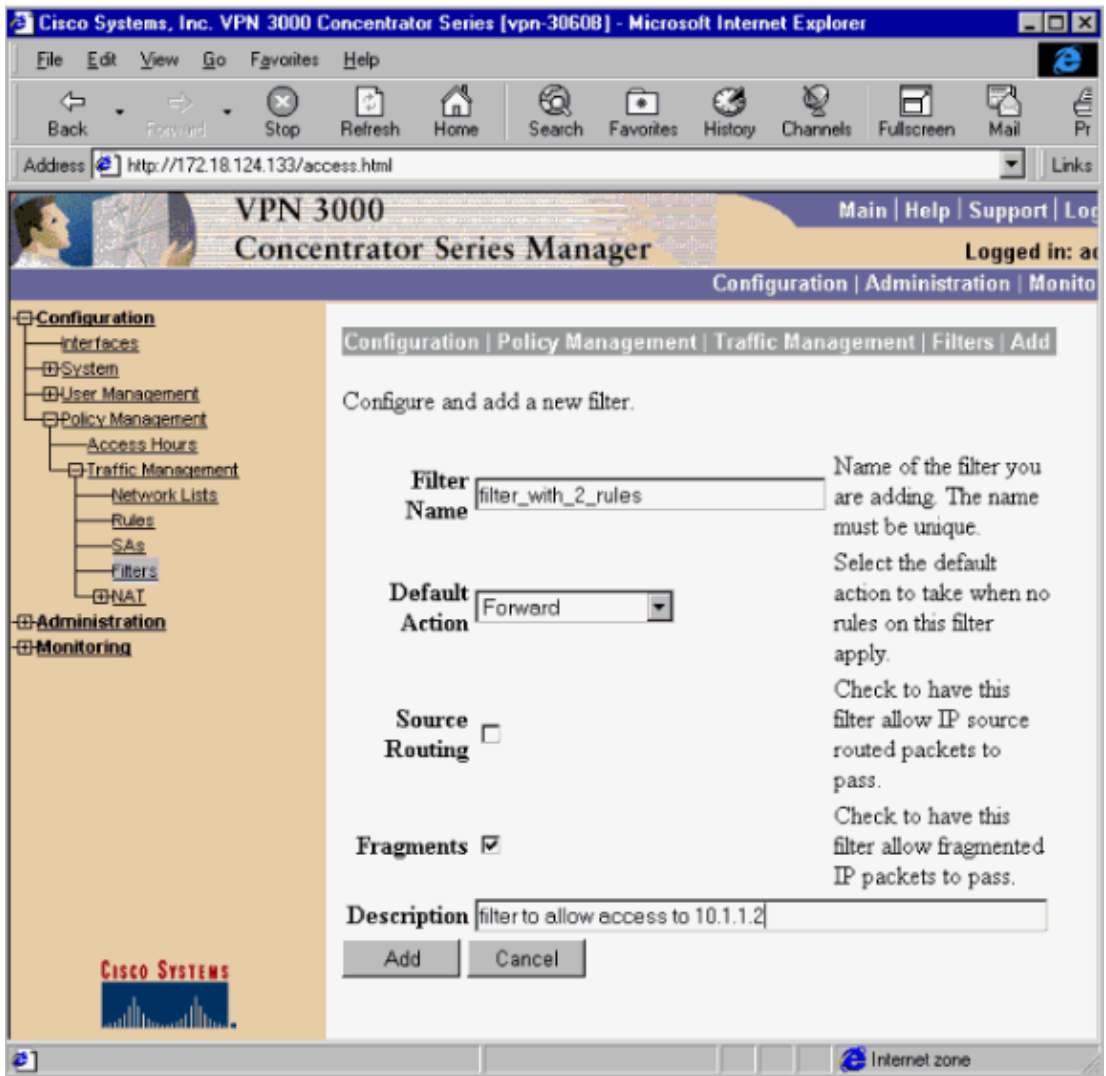 Cisco Systems, Inc. VPN 3000 Concentrator Series [vpn-3060B] - Microsoft Internet Explorer
File Edit View Go Favorites Help
Back Forward Stop Refresh Home Search Favorites History Channels Fullscreen Mail Pr
Address http://172.18.124.133/access.html Links
VPN 3000
Concentrator Series Manager
Main | Help | Support | Log
Logged in: ad
Configuration | Administration | Monito
Configuration
Interfaces
System
User Management
Policy Management
Access Hours
Traffic Management
Network Lists
Rules
SAs
Filters
NAT
Administration
Monitoring
CISCO SYSTEMS
Configuration | Policy Management | Traffic Management | Filters | Add
Configure and add a new filter.
Filter Name filter_with_2_rules
Name of the filter you
are adding. The name
must be unique.
Default Action Forward
Select the default
action to take when no
rules on this filter
apply.
Source Routing
Check to have this
filter allow IP source
routed packets to
pass.
Fragments
Check to have this
filter allow fragmented
IP packets to pass.
Description filter to allow access to 10.1.1.2
Add Cancel
Internet zone